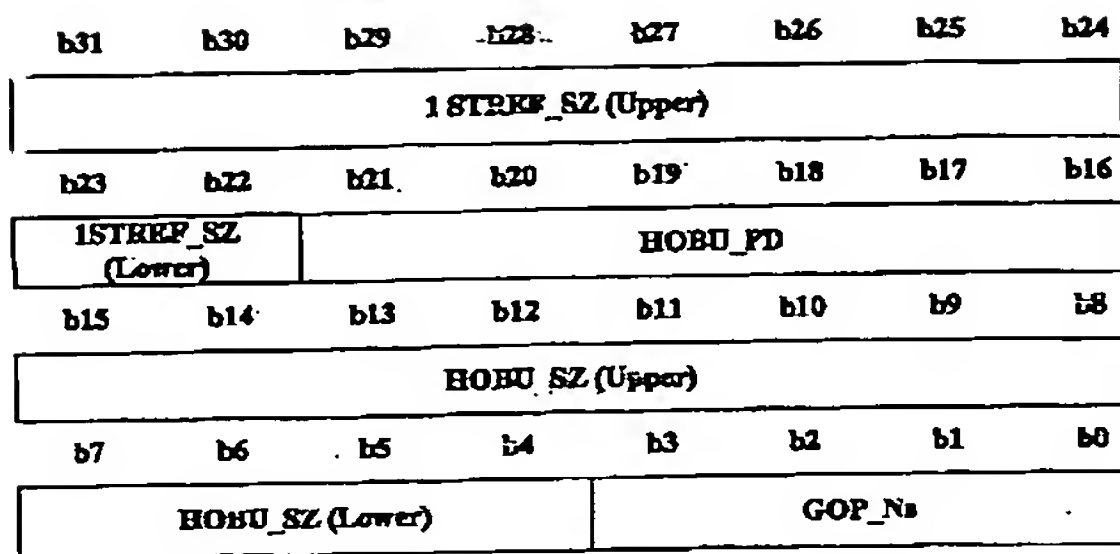 b31 b30 b29 b28 b27 b26 b25 b24
1 STREF_SZ (Upper)
b23 b22 b21 b20 b19 b18 b17 b16
1STREF_SZ
(Lower)
HOBU_PD
b15 b14 b13 b12 b11 b10 b9 b8
HOBU_SZ (Upper)
b7 b6 b5 b4 b3 b2 b1 b0
HOBU_SZ (Lower) GOP_Ns